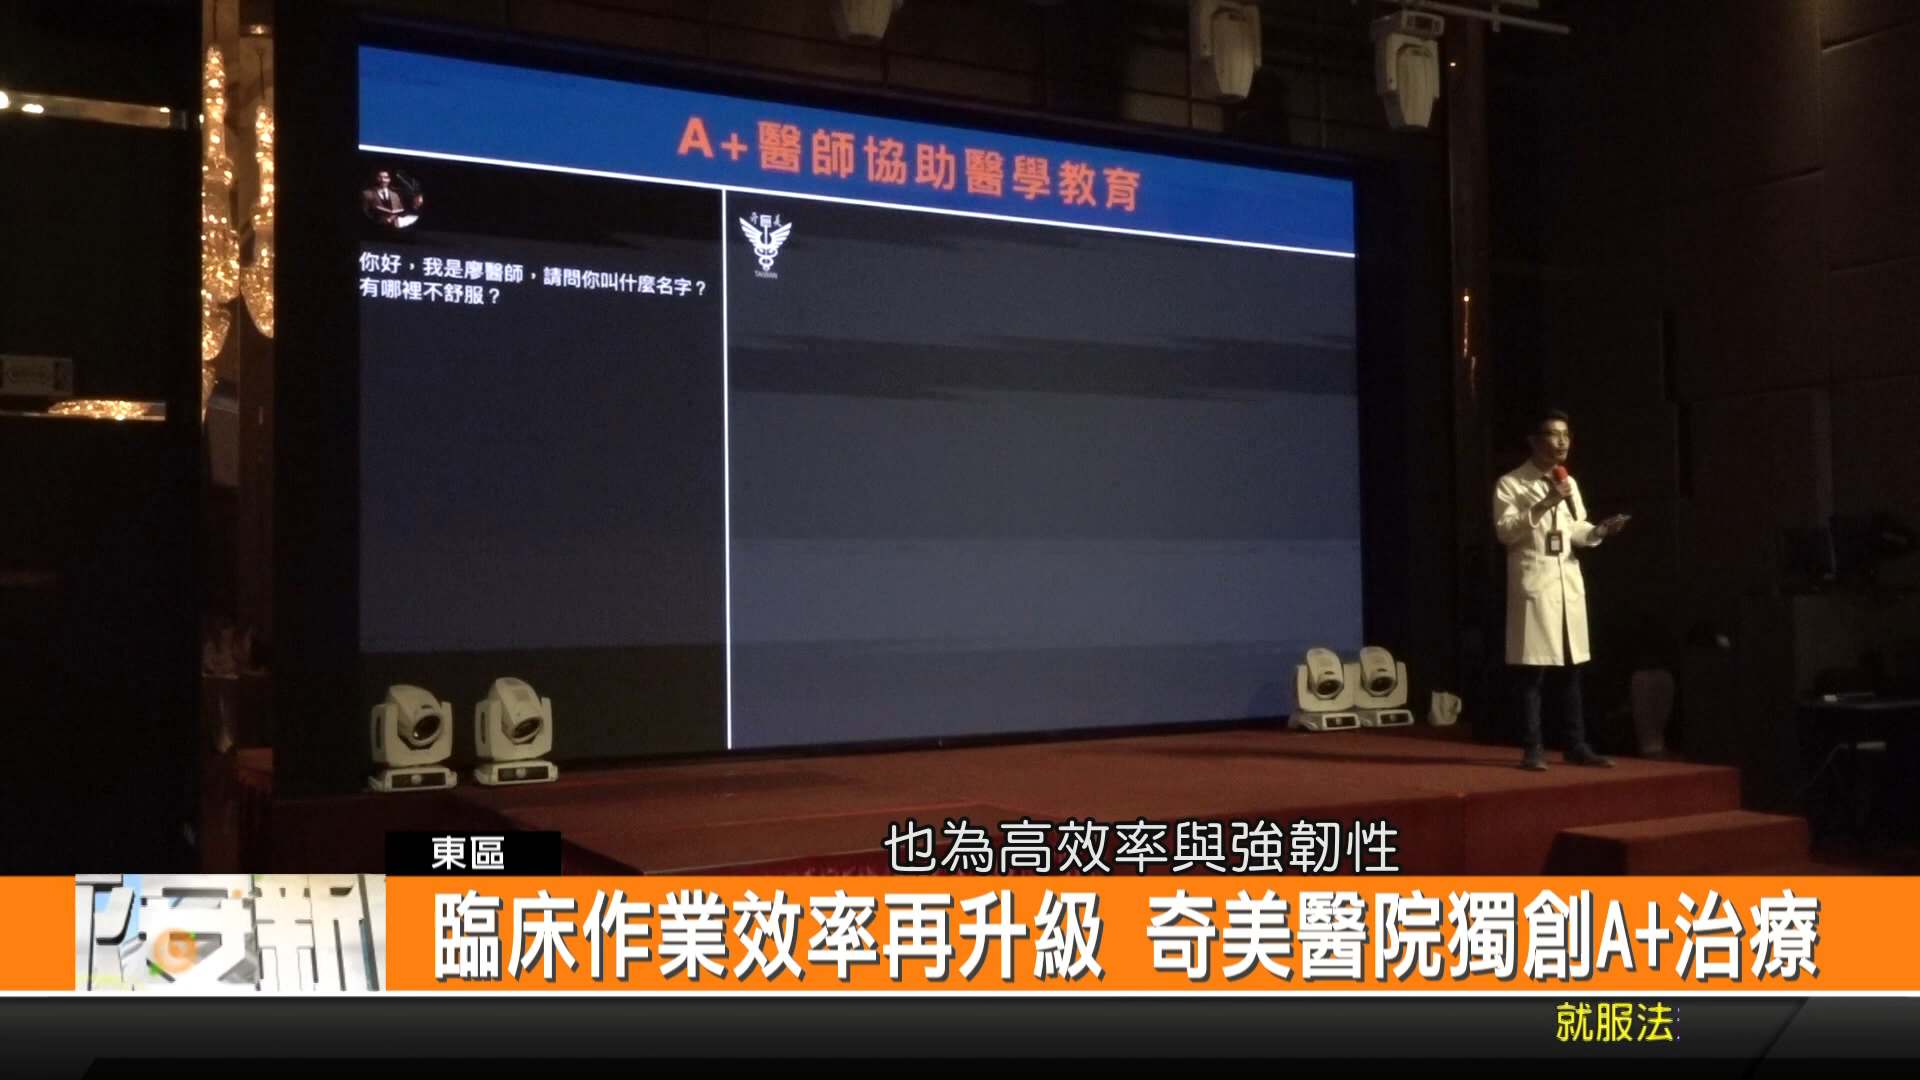 A+醫師協助醫學教育
奇美
TAIWAN
你好，我是廖醫師，請問你叫什麼名字？
有哪裡不舒服？
也為高效率與強韌性
東區
臨床作業效率再升級 奇美醫院獨創A+治療
就服法